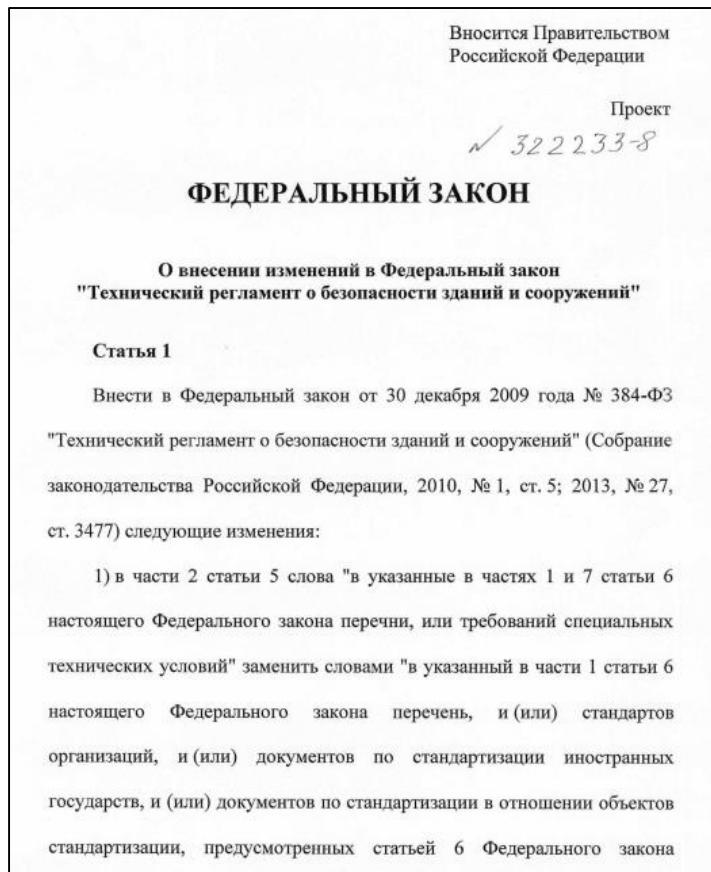 Вносится Правительством
Российской Федерации
Проект
N 322233-8
ФЕДЕРАЛЬНЫЙ ЗАКОН
О внесении изменений в Федеральный закон
"Технический регламент о безопасности зданий и сооружений"
Статья 1
Внести в Федеральный закон от 30 декабря 2009 года № 384-ФЗ
"Технический регламент о безопасности зданий и сооружений" (Собрание
законодательства Российской Федерации, 2010, № 1, ст. 5; 2013, № 27,
ст. 3477) следующие изменения:
1) в части 2 статьи 5 слова "в указанные в частях 1 и 7 статьи 6
настоящего Федерального закона перечни, или требований специальных
технических условий" заменить словами "в указанный в части 1 статьи 6
настоящего Федерального закона перечень, и (или) стандартов
организаций, и (или) документов по стандартизации иностранных
государств, и (или) документов по стандартизации в отношении объектов
стандартизации, предусмотренных статьей 6 Федерального закона